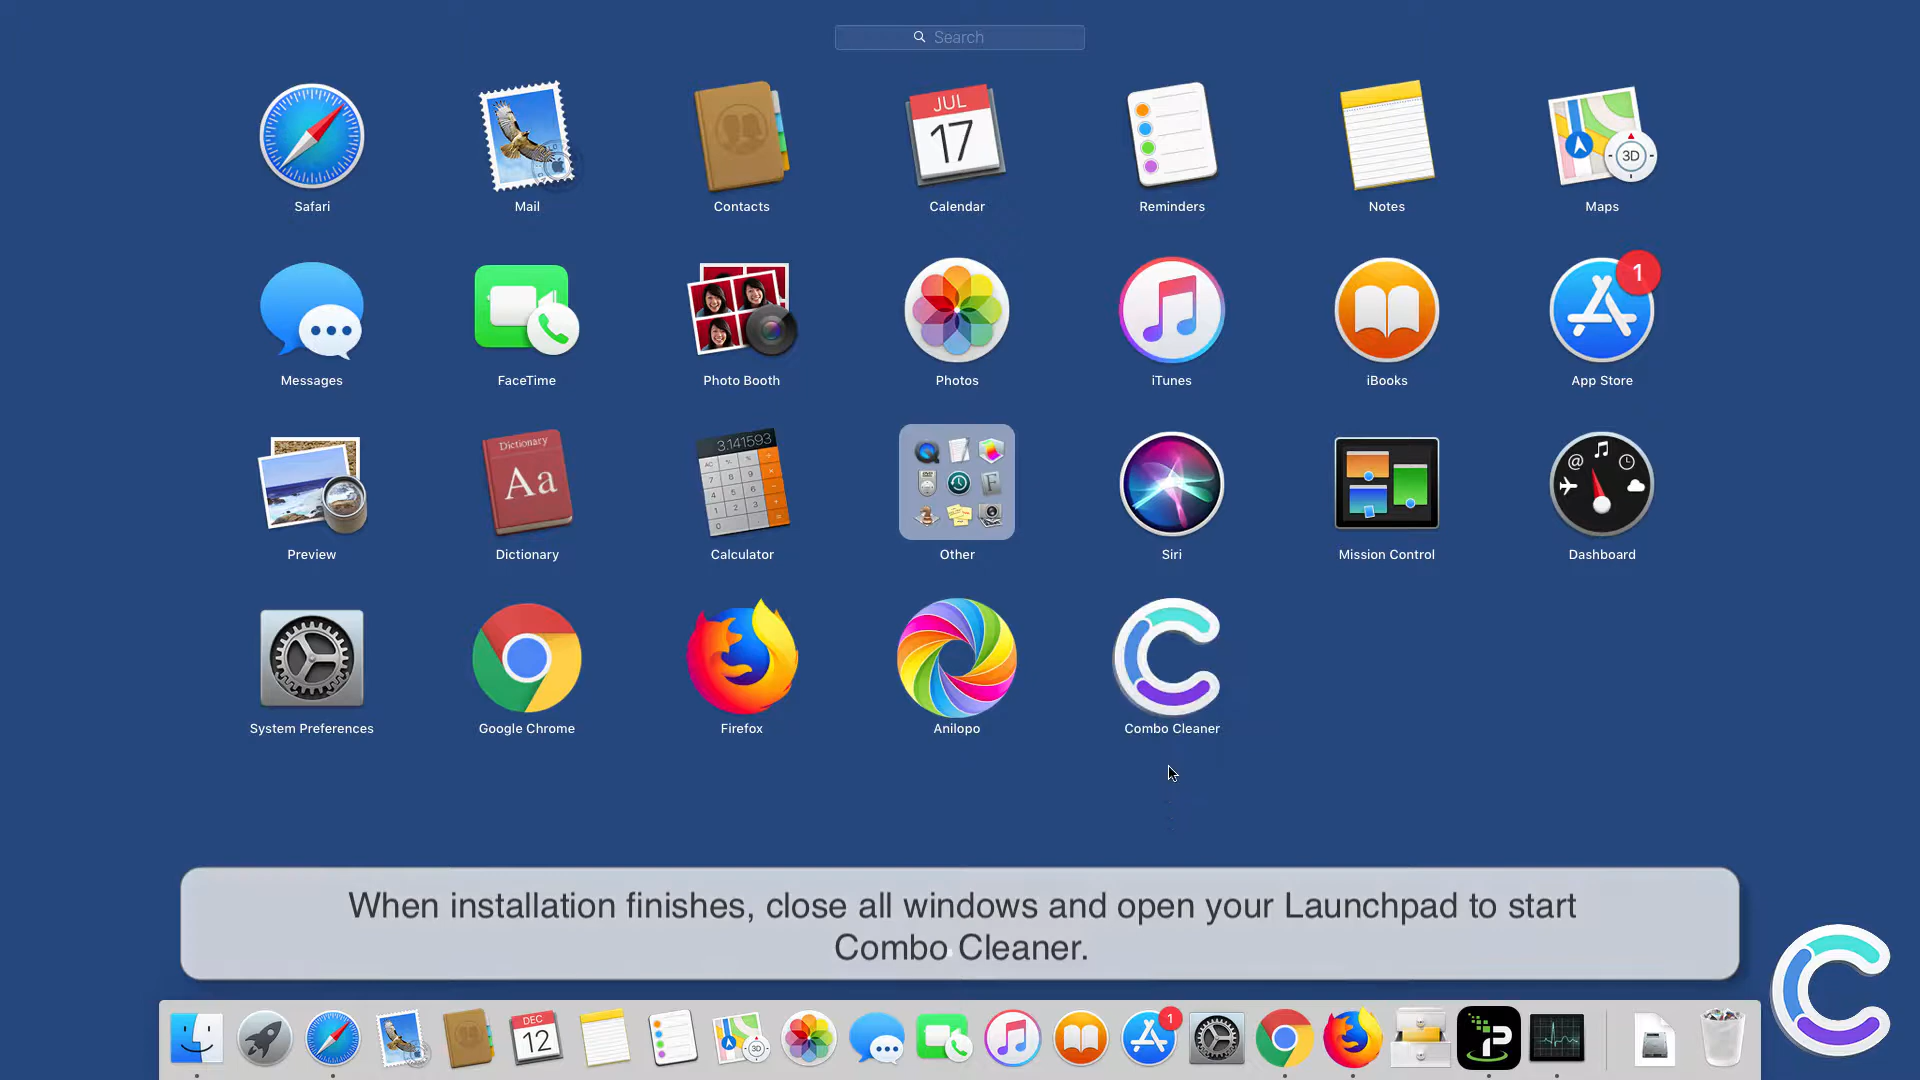 Search
JUL
17
3D
Safari
Mail
Contacts
Calendar
Reminders
Notes
Maps
1
Messages
FaceTime
Photo Booth
Photos
iTunes
iBooks
App Store
Dictionary
Aa
3.141593
Preview
Dictionary
Calculator
Other
Siri
Mission Control
Dashboard
System Preferences
Google Chrome
Firefox
Anilopo
Combo Cleaner
When installation finishes, close all windows and open your Launchpad to start
Combo Cleaner.
DEC
12
3D
1